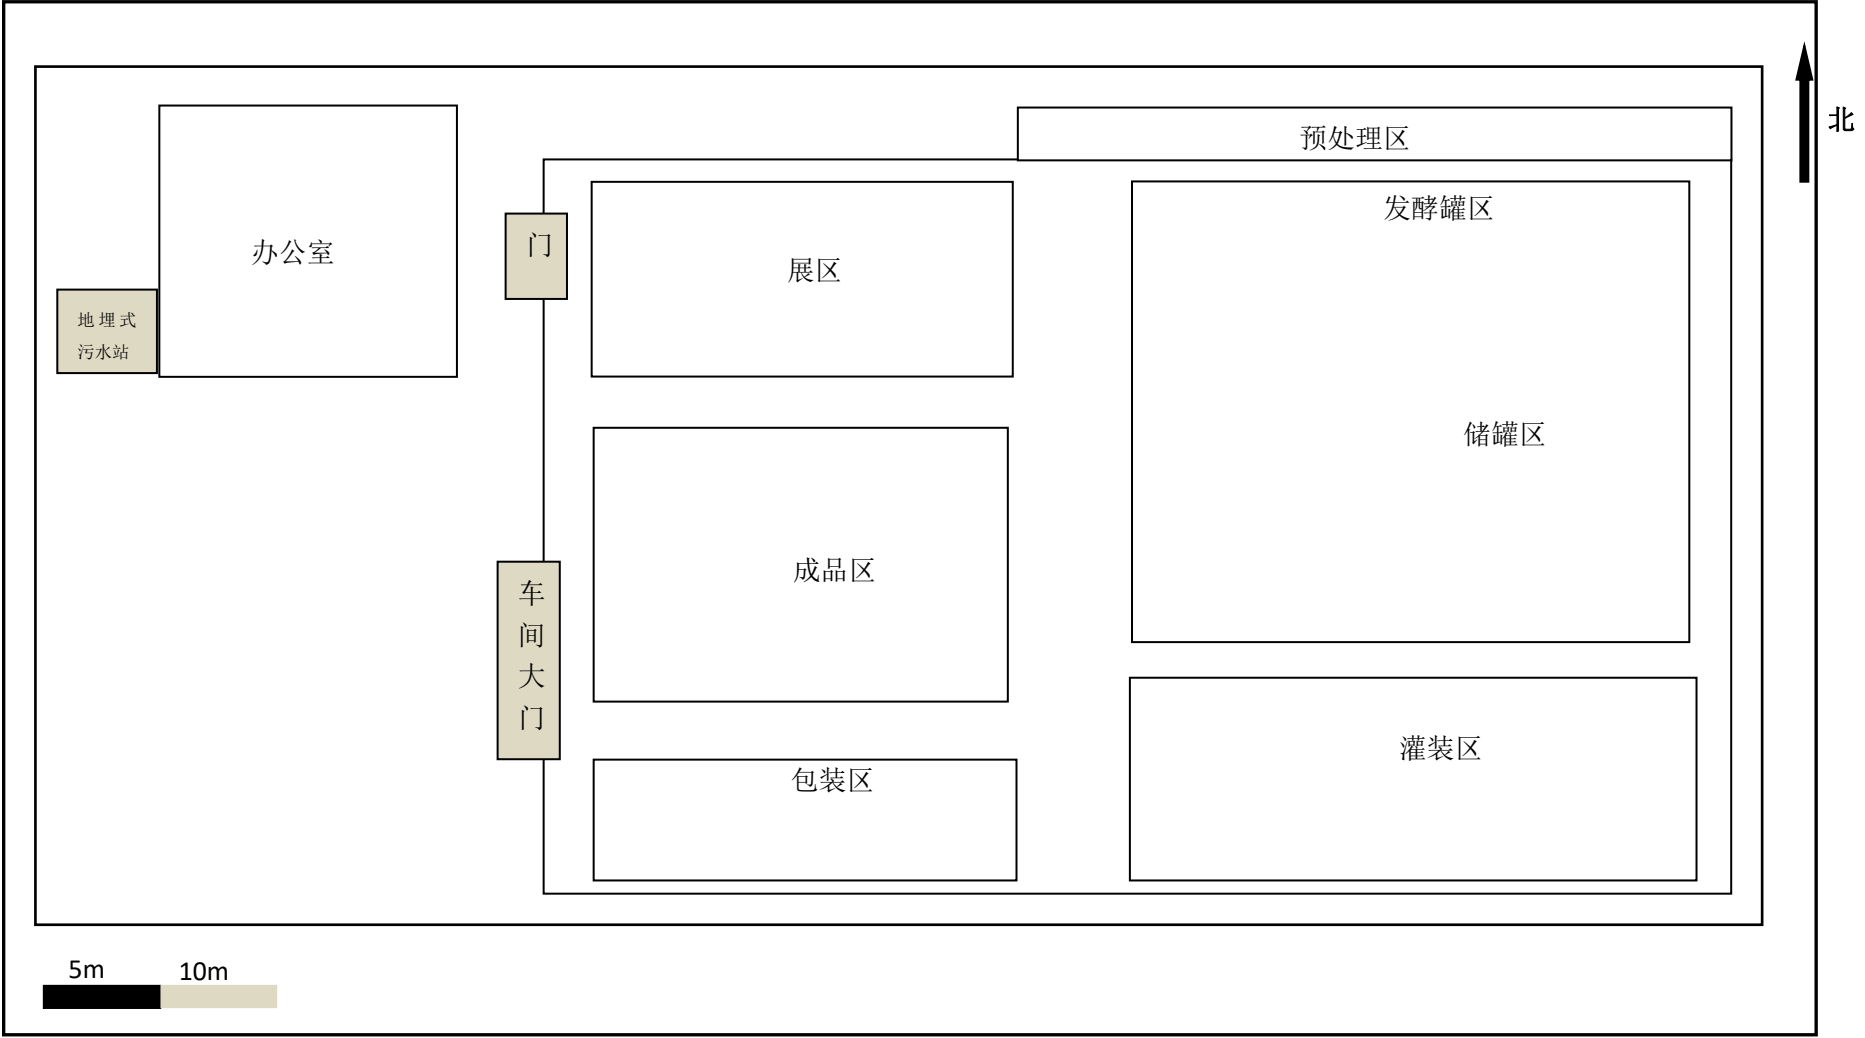 预处理区
北
发酵罐区
办公室
门
展区
地埋式
污水站
储罐区
成品区
车
间
大
门
灌装区
包装区
5m
10m